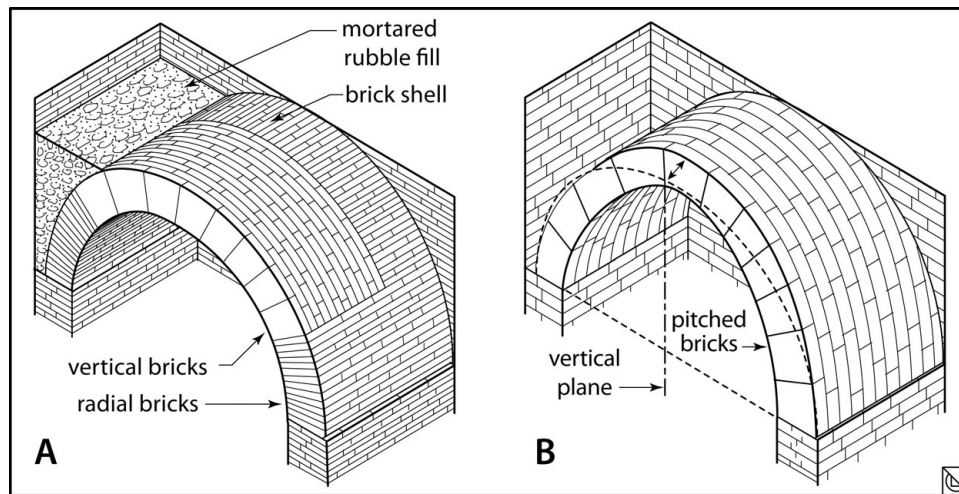 mortared
rubble fill
brick shell
vertical bricks
radial bricks
A
pitched
bricks
vertical
plane
B